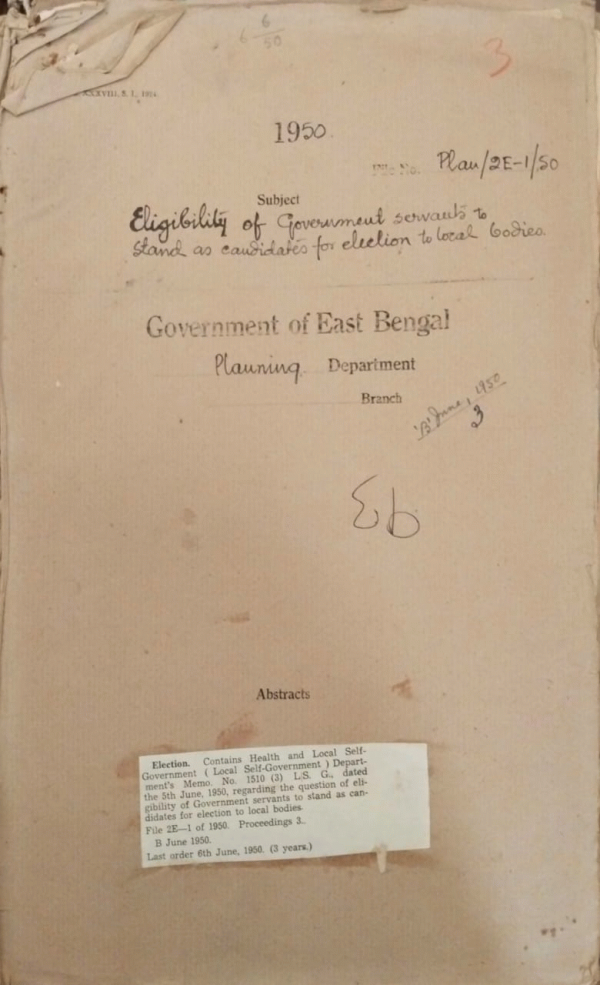 6
6 50
3
XXXVIII, S. I., 1924.
1950.
File No. Plan/2E-1/50
Subject
Eligibility of Government servants to
stand as candidates for election to local bodies.
Government of East Bengal
Planning Department
Branch
'B' June, 1950
3
Abstracts
Election. Contains Health and Local Self-
Government ( Local Self-Government ) Depart-
ment's Memo. No. 1510 (3) L.S. G., dated
the 5th June, 1950, regarding the question of eli-
gibility of Government servants to stand as can-
didates for election to local bodies.
File 2E—1 of 1950. Proceedings 3.
B June 1950.
Last order 6th June, 1950. (3 years.)